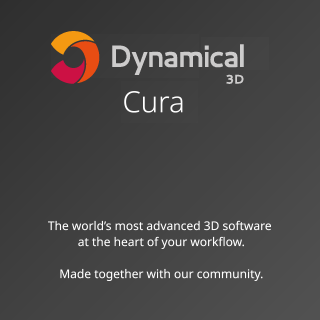 Dynamical
3D
Cura
The world's most advanced 3D software
at the heart of your workflow.
Made together with our community.